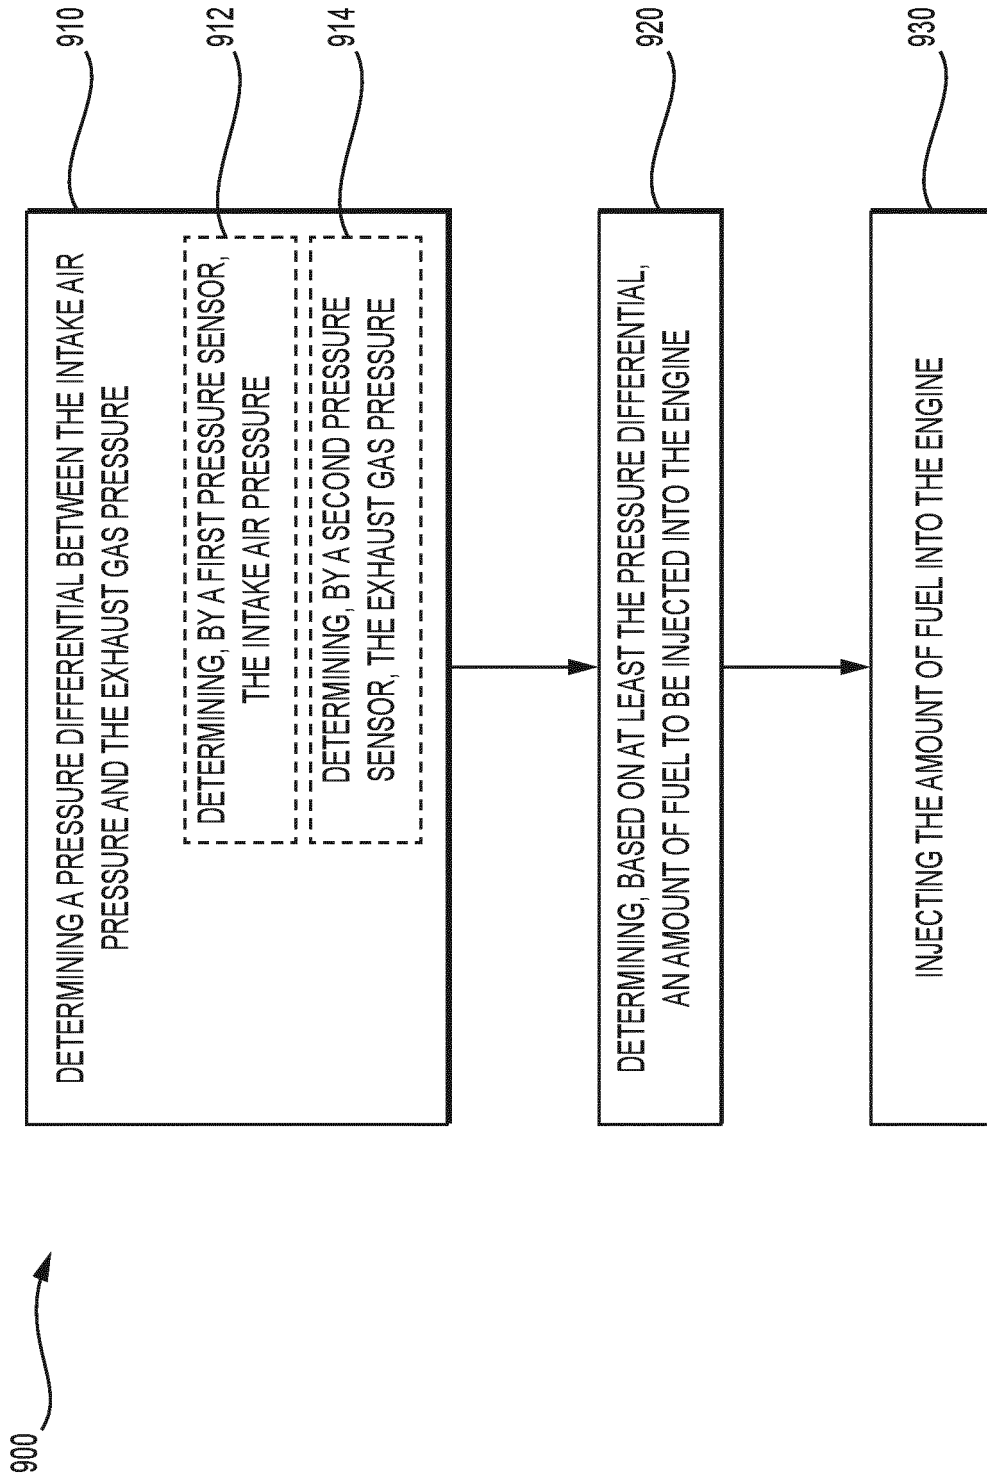 900
910
DETERMINING A PRESSURE DIFFERENTIAL BETWEEN THE INTAKE AIR
PRESSURE AND THE EXHAUST GAS PRESSURE
912
DETERMINING, BY A FIRST PRESSURE SENSOR,
THE INTAKE AIR PRESSURE
914
DETERMINING, BY A SECOND PRESSURE
SENSOR, THE EXHAUST GAS PRESSURE
920
DETERMINING, BASED ON AT LEAST THE PRESSURE DIFFERENTIAL,
AN AMOUNT OF FUEL TO BE INJECTED INTO THE ENGINE
930
INJECTING THE AMOUNT OF FUEL INTO THE ENGINE